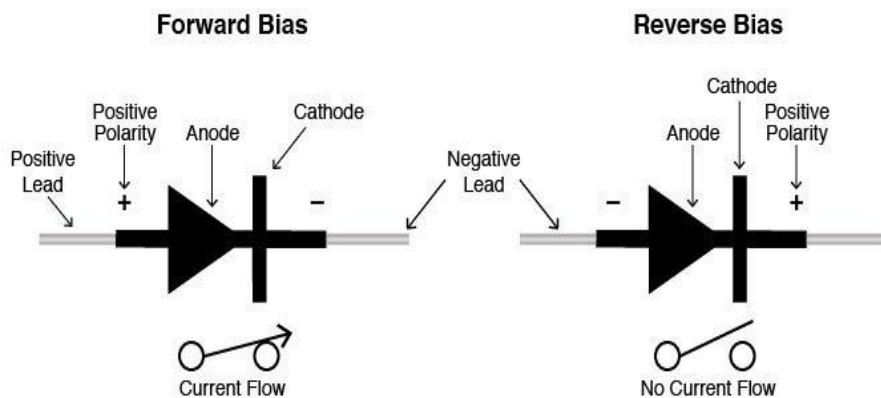 Forward Bias
Positive
Lead
Positive
Polarity
Anode
Cathode
+
−
Negative
Lead
Current Flow
Reverse Bias
Anode
Cathode
Positive
Polarity
−
+
No Current Flow